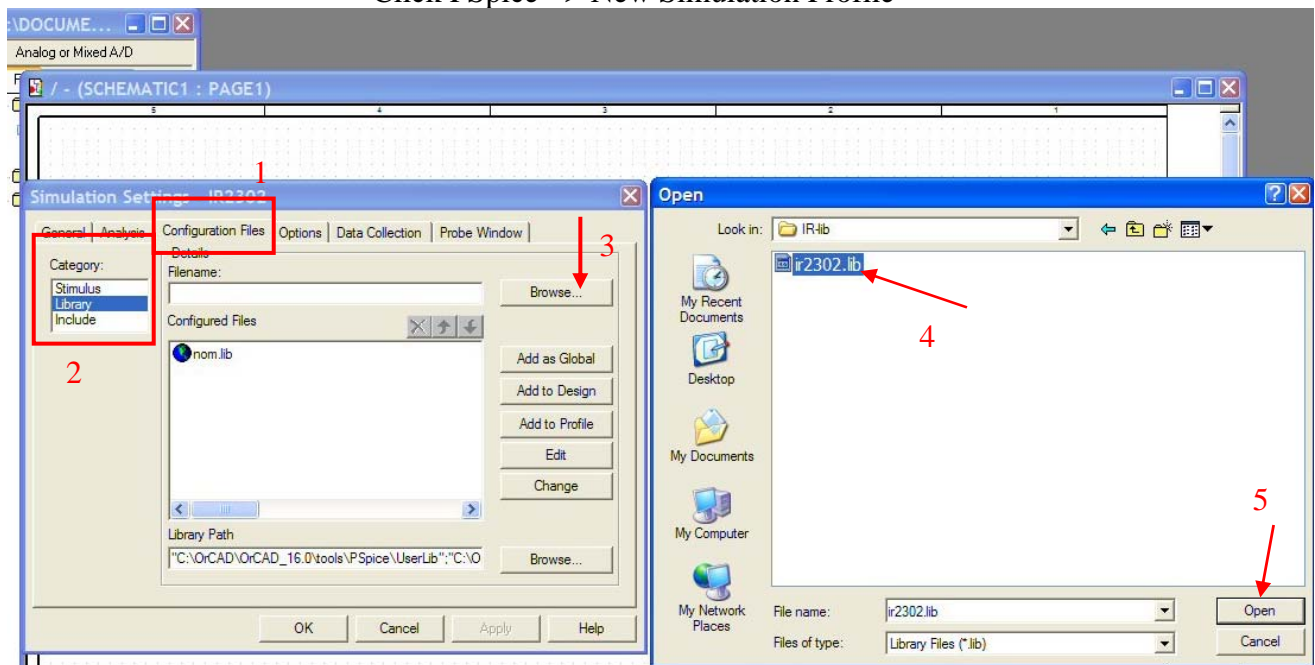 Click PSpice → New Simulation Profile
:\DOCUME...
Analog or Mixed A/D
F
/ - (SCHEMATIC1 : PAGE1)
5 4 3 2 1
1
Simulation Settings - IR2302
General Analysis Configuration Files Options Data Collection Probe Window
Category:
Stimulus
Library
Include
2
Details
Filename:
3
Browse...
Configured Files
nom.lib
Add as Global
Add to Design
Add to Profile
Edit
Change
Library Path
"C:\OrCAD\OrCAD_16.0\tools\PSpice\UserLib";"C:\O
Browse...
OK Cancel Apply Help
Open
Look in: IR-lib
ir2302.lib
4
My Recent
Documents
Desktop
My Documents
My Computer
My Network
Places
5
File name: ir2302.lib Open
Files of type: Library Files (*.lib) Cancel